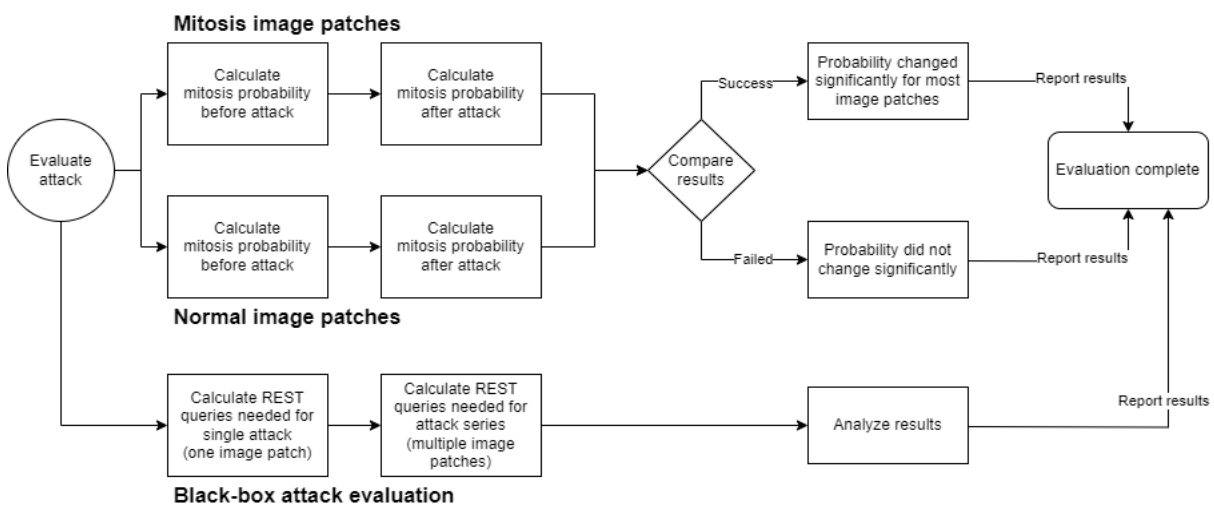 Mitosis image patches
Evaluate
attack
Calculate
mitosis probability
before attack
Calculate
mitosis probability
after attack
Calculate
mitosis probability
before attack
Calculate
mitosis probability
after attack
Normal image patches
Compare
results
Success
Probability changed
significantly for most
image patches
Report results
Failed
Probability did not
change significantly
Report results
Evaluation complete
Calculate REST
queries needed for
single attack
(one image patch)
Calculate REST
queries needed for
attack series
(multiple image
patches)
Analyze results
Report results
Black-box attack evaluation